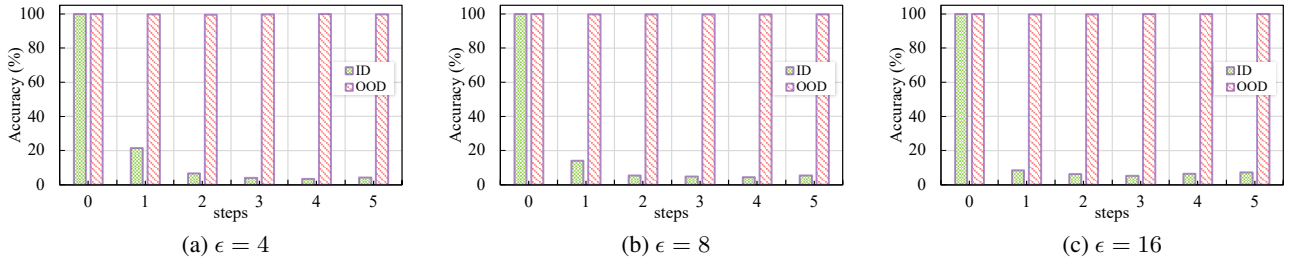 100
80
60
40
20
0
Accuracy (%)
ID
OOD
0 1 2 3 4 5
steps
(a) ϵ = 4
100
80
60
40
20
0
Accuracy (%)
ID
OOD
0 1 2 3 4 5
steps
(b) ϵ = 8
100
80
60
40
20
0
Accuracy (%)
ID
OOD
0 1 2 3 4 5
steps
(c) ϵ = 16